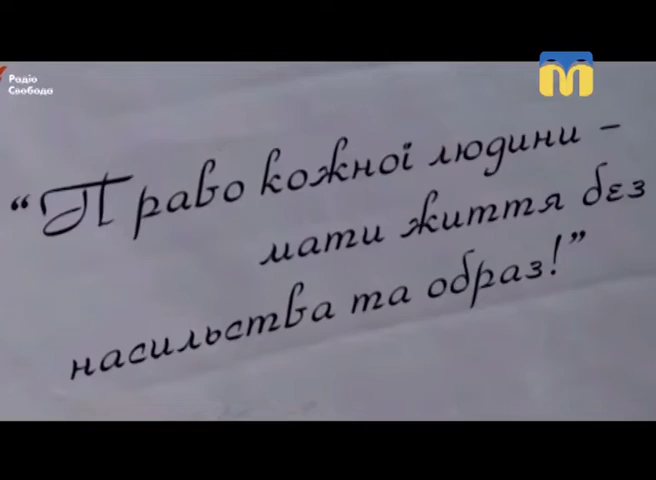 Радіо
Свобода
М
“Право кожної людини –
мати життя без
насильства та образ!”